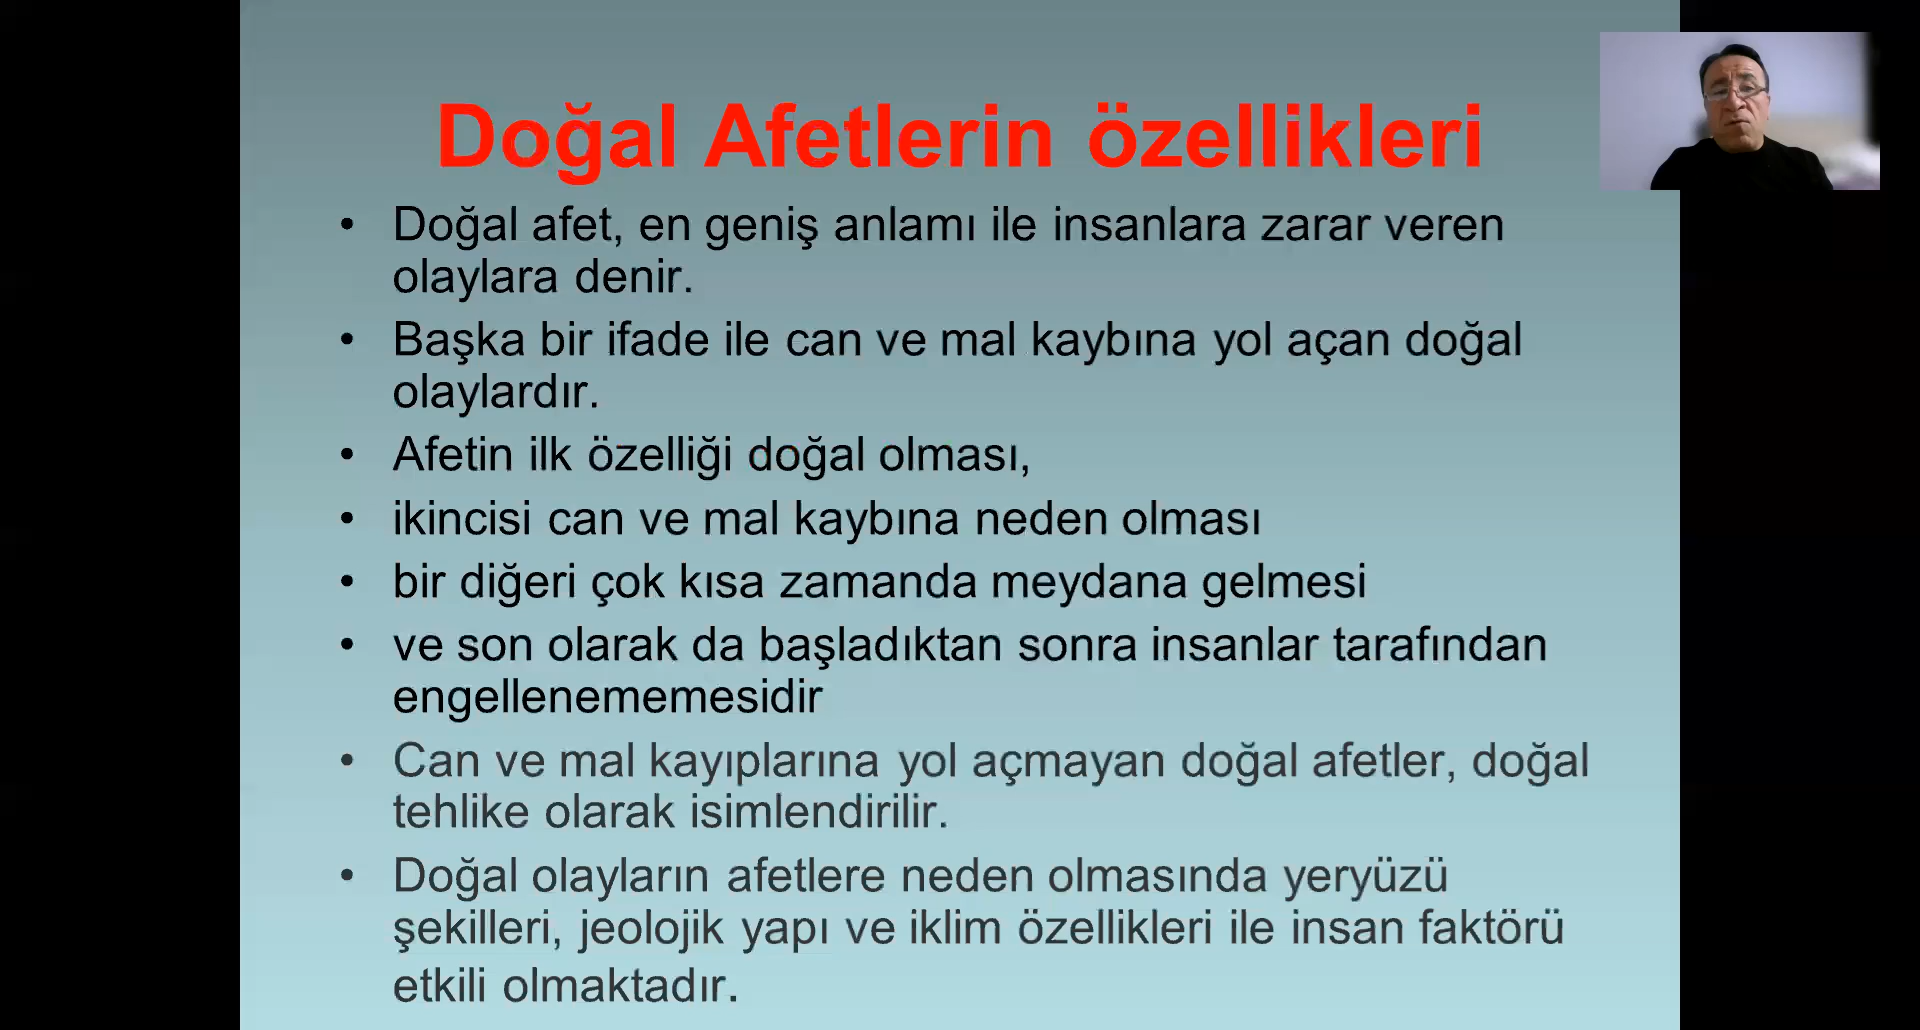 Doğal Afetlerin özellikleri
• Doğal afet, en geniş anlamı ile insanlara zarar veren
olaylara denir.
• Başka bir ifade ile can ve mal kaybına yol açan doğal
olaylardır.
• Afetin ilk özelliği doğal olması,
• ikincisi can ve mal kaybına neden olması
• bir diğeri çok kısa zamanda meydana gelmesi
• ve son olarak da başladıktan sonra insanlar tarafından
engellenememesidir
• Can ve mal kayıplarına yol açmayan doğal afetler, doğal
tehlike olarak isimlendirilir.
• Doğal olayların afetlere neden olmasında yeryüzü
şekilleri, jeolojik yapı ve iklim özellikleri ile insan faktörü
etkili olmaktadır.